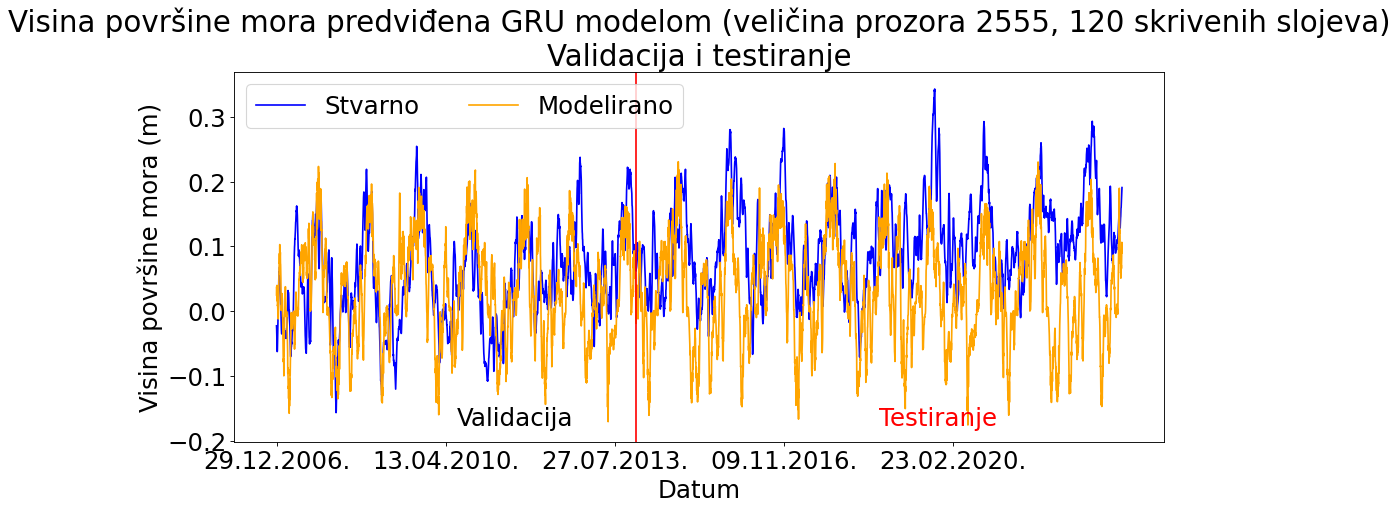 Visina površine mora predviđena GRU modelom (veličina prozora 2555, 120 skrivenih slojeva)
Validacija i testiranje
Stvarno
Modelirano
Visina površine mora (m)
0.3
0.2
0.1
0.0
−0.1
−0.2
Validacija
Testiranje
29.12.2006.
13.04.2010.
27.07.2013.
09.11.2016.
23.02.2020.
Datum